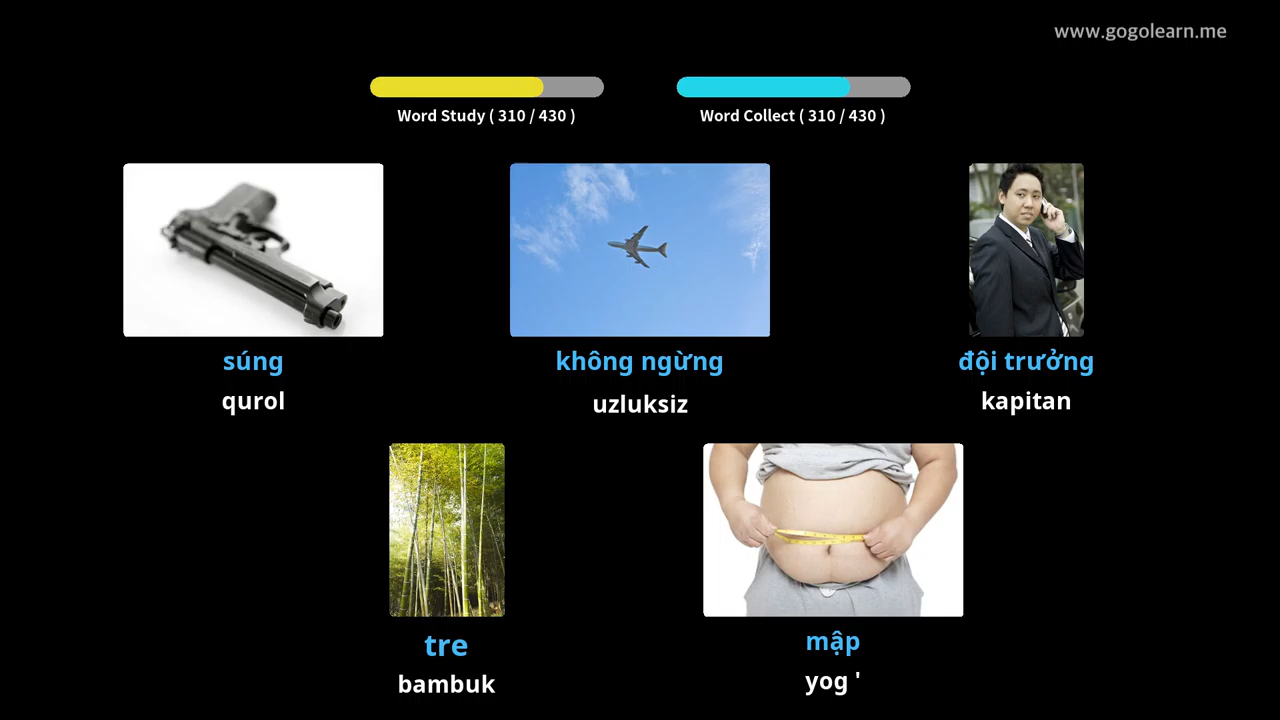 www.gogolearn.me
Word Study ( 310 / 430 )
Word Collect ( 310 / 430 )
súng
không ngừng
đội trưởng
qurol
uzluksiz
kapitan
tre
mập
bambuk
yog '